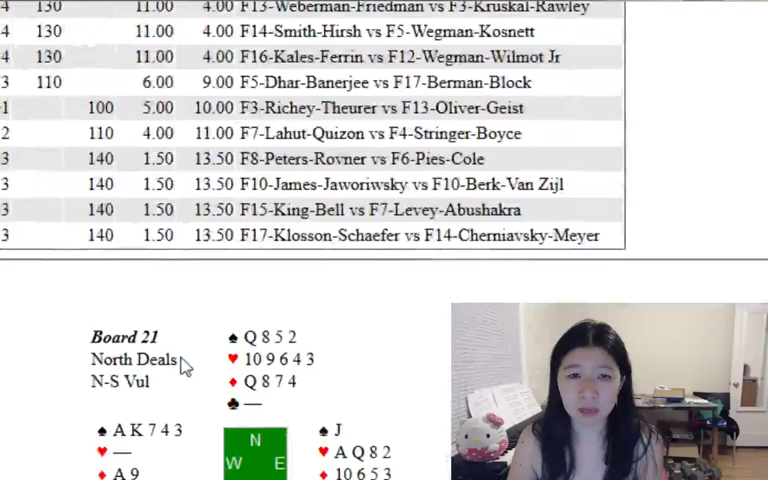 4 130 11.00 4.00 F13-Weberman-Friedman vs F3-Kruskal-Rawley
4 130 11.00 4.00 F14-Smith-Hirsh vs F5-Wegman-Kosnett
4 130 11.00 4.00 F16-Kales-Ferrin vs F12-Wegman-Wilmot Jr
3 110 6.00 9.00 F5-Dhar-Banerjee vs F17-Berman-Block
1 100 5.00 10.00 F3-Richey-Theurer vs F13-Oliver-Geist
2 110 4.00 11.00 F7-Lahut-Quizon vs F4-Stringer-Boyce
3 140 1.50 13.50 F8-Peters-Rovner vs F6-Pies-Cole
3 140 1.50 13.50 F10-James-Jaworiwsky vs F10-Berk-Van Zijl
3 140 1.50 13.50 F15-King-Bell vs F7-Levey-Abushakra
3 140 1.50 13.50 F17-Klosson-Schaefer vs F14-Cherniavsky-Meyer
Board 21 ♠ Q 8 5 2
North Deals ♥ 10 9 6 4 3
N-S Vul ♦ Q 8 7 4
♣ —
♠ A K 7 4 3 ♠ J
♥ — N ♥ A Q 8 2
♦ A 9 W E ♦ 10 6 5 3